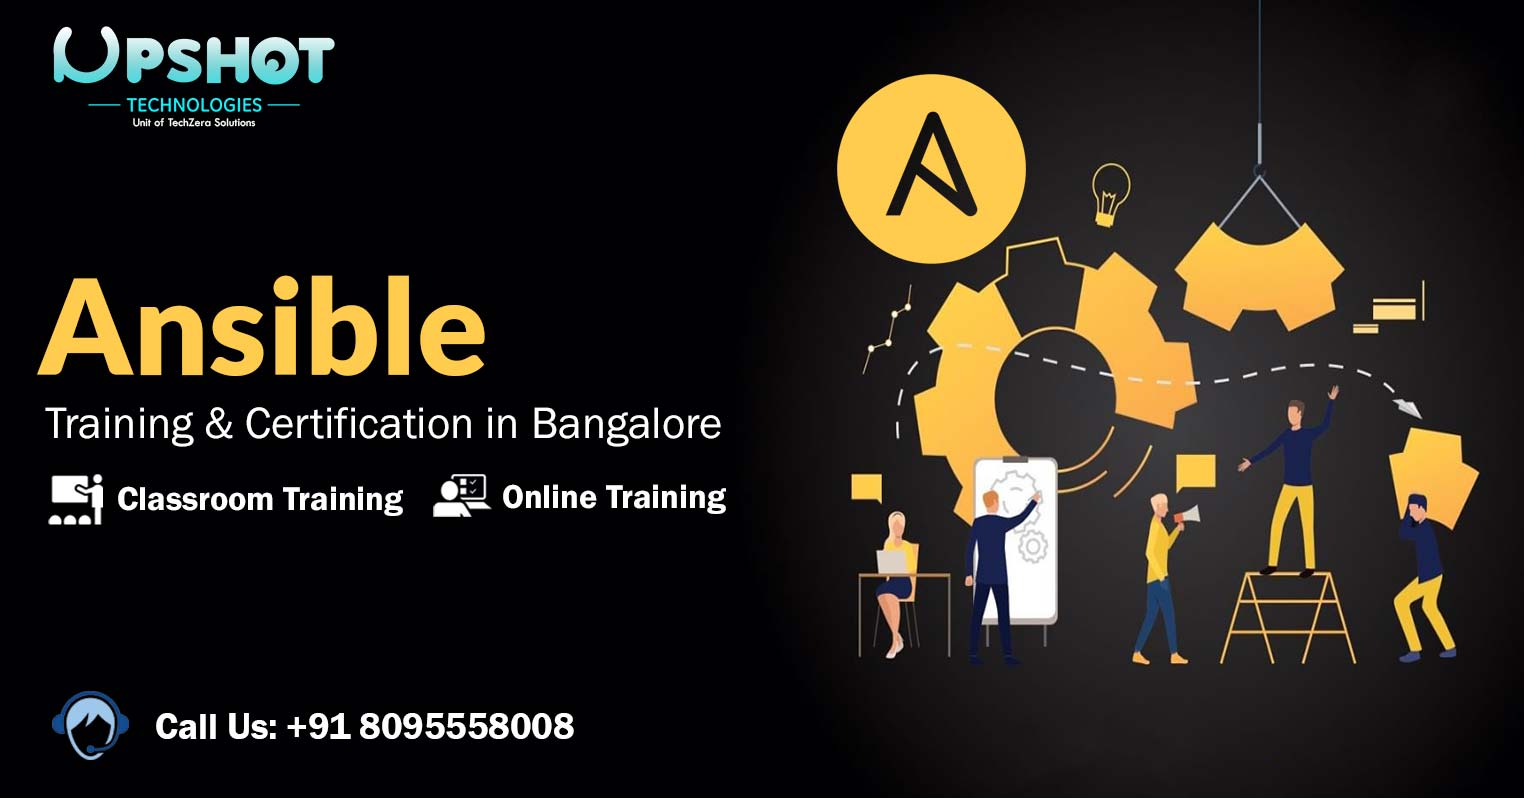 UPSHOT
TECHNOLOGIES
Unit of TechZera Solutions
Ansible
Training & Certification in Bangalore
Classroom Training
Online Training
Call Us: +91 8095558008